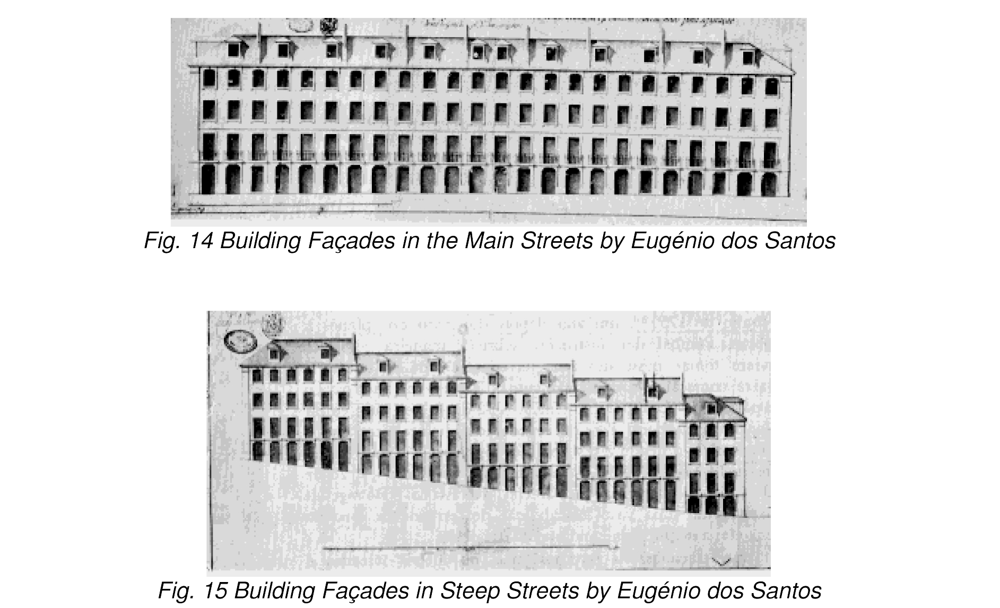 Fig. 14 Building Façades in the Main Streets by Eugénio dos Santos
Fig. 15 Building Façades in Steep Streets by Eugénio dos Santos